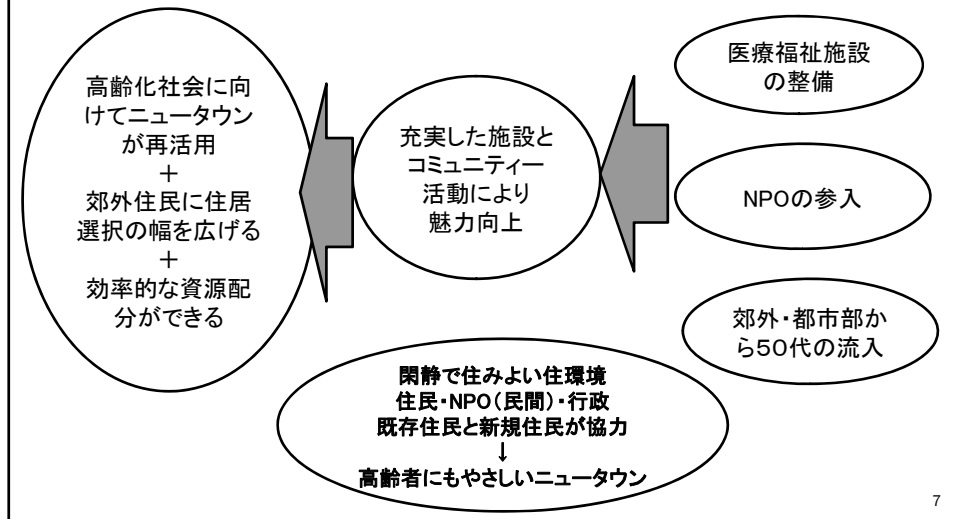 高齢化社会に向
けてニュータウン
が再活用
＋
郊外住民に住居
選択の幅を広げる
＋
効率的な資源配
分ができる
充実した施設と
コミュニティー
活動により
魅力向上
医療福祉施設
の整備
NPOの参入
郊外・都市部か
ら５０代の流入
閑静で住みよい住環境
住民・NPO（民間）・行政
既存住民と新規住民が協力
↓
高齢者にもやさしいニュータウン
7